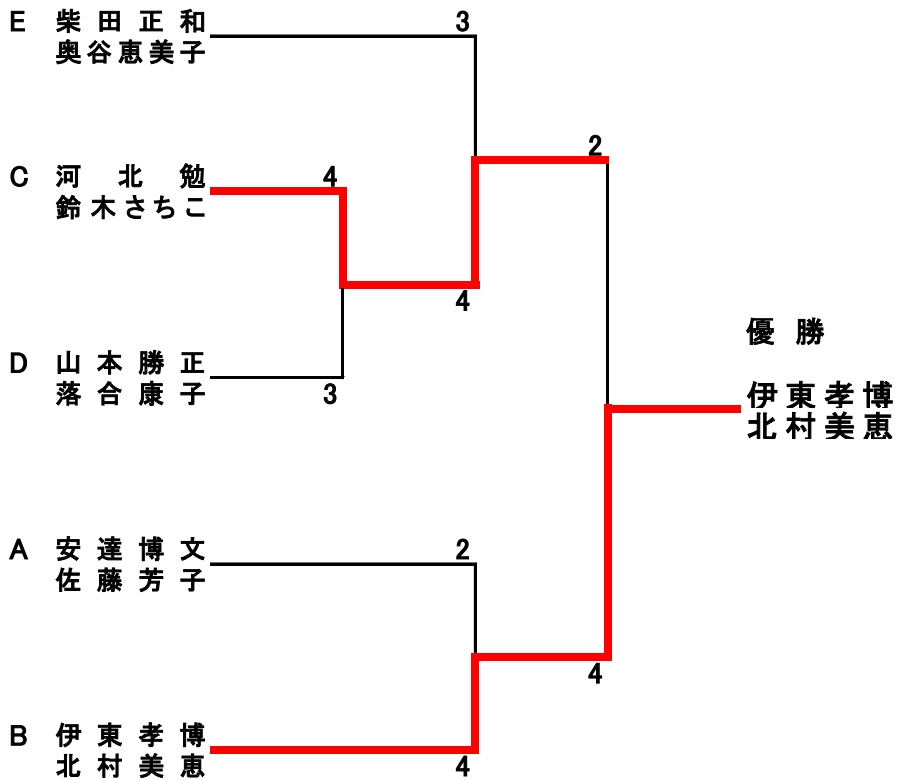 E 柴田正和 3
奥谷恵美子
2
C 河北勉 4
鈴木さちこ
4
優勝
D 山本勝正
落合康子 3
伊東孝博
北村美恵
A 安達博文 2
佐藤芳子
4
B 伊東孝博
北村美恵 4